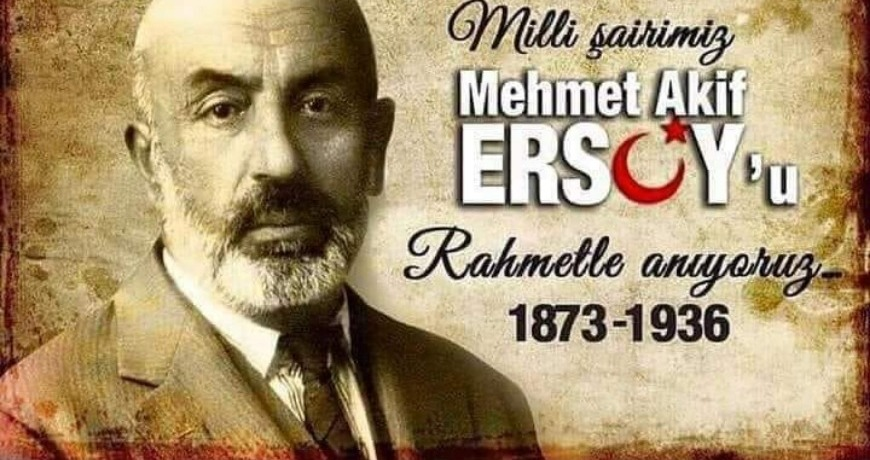 Milli şairimiz
Mehmet Akif
ERSOY'u
Rahmetle anıyoruz...
1873-1936